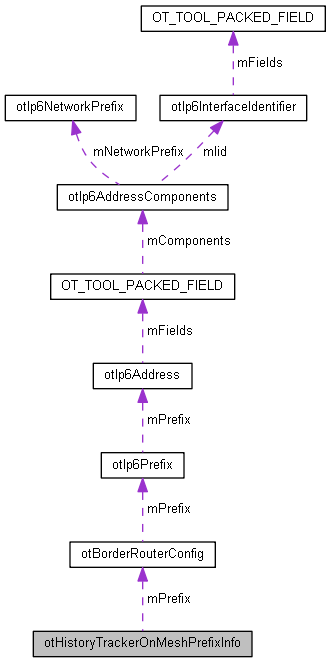 OT_TOOL_PACKED_FIELD
mFields
otIp6NetworkPrefix
otIp6InterfaceIdentifier
mNetworkPrefix
mIid
otIp6AddressComponents
mComponents
OT_TOOL_PACKED_FIELD
mFields
otIp6Address
mPrefix
otIp6Prefix
mPrefix
otBorderRouterConfig
mPrefix
otHistoryTrackerOnMeshPrefixInfo